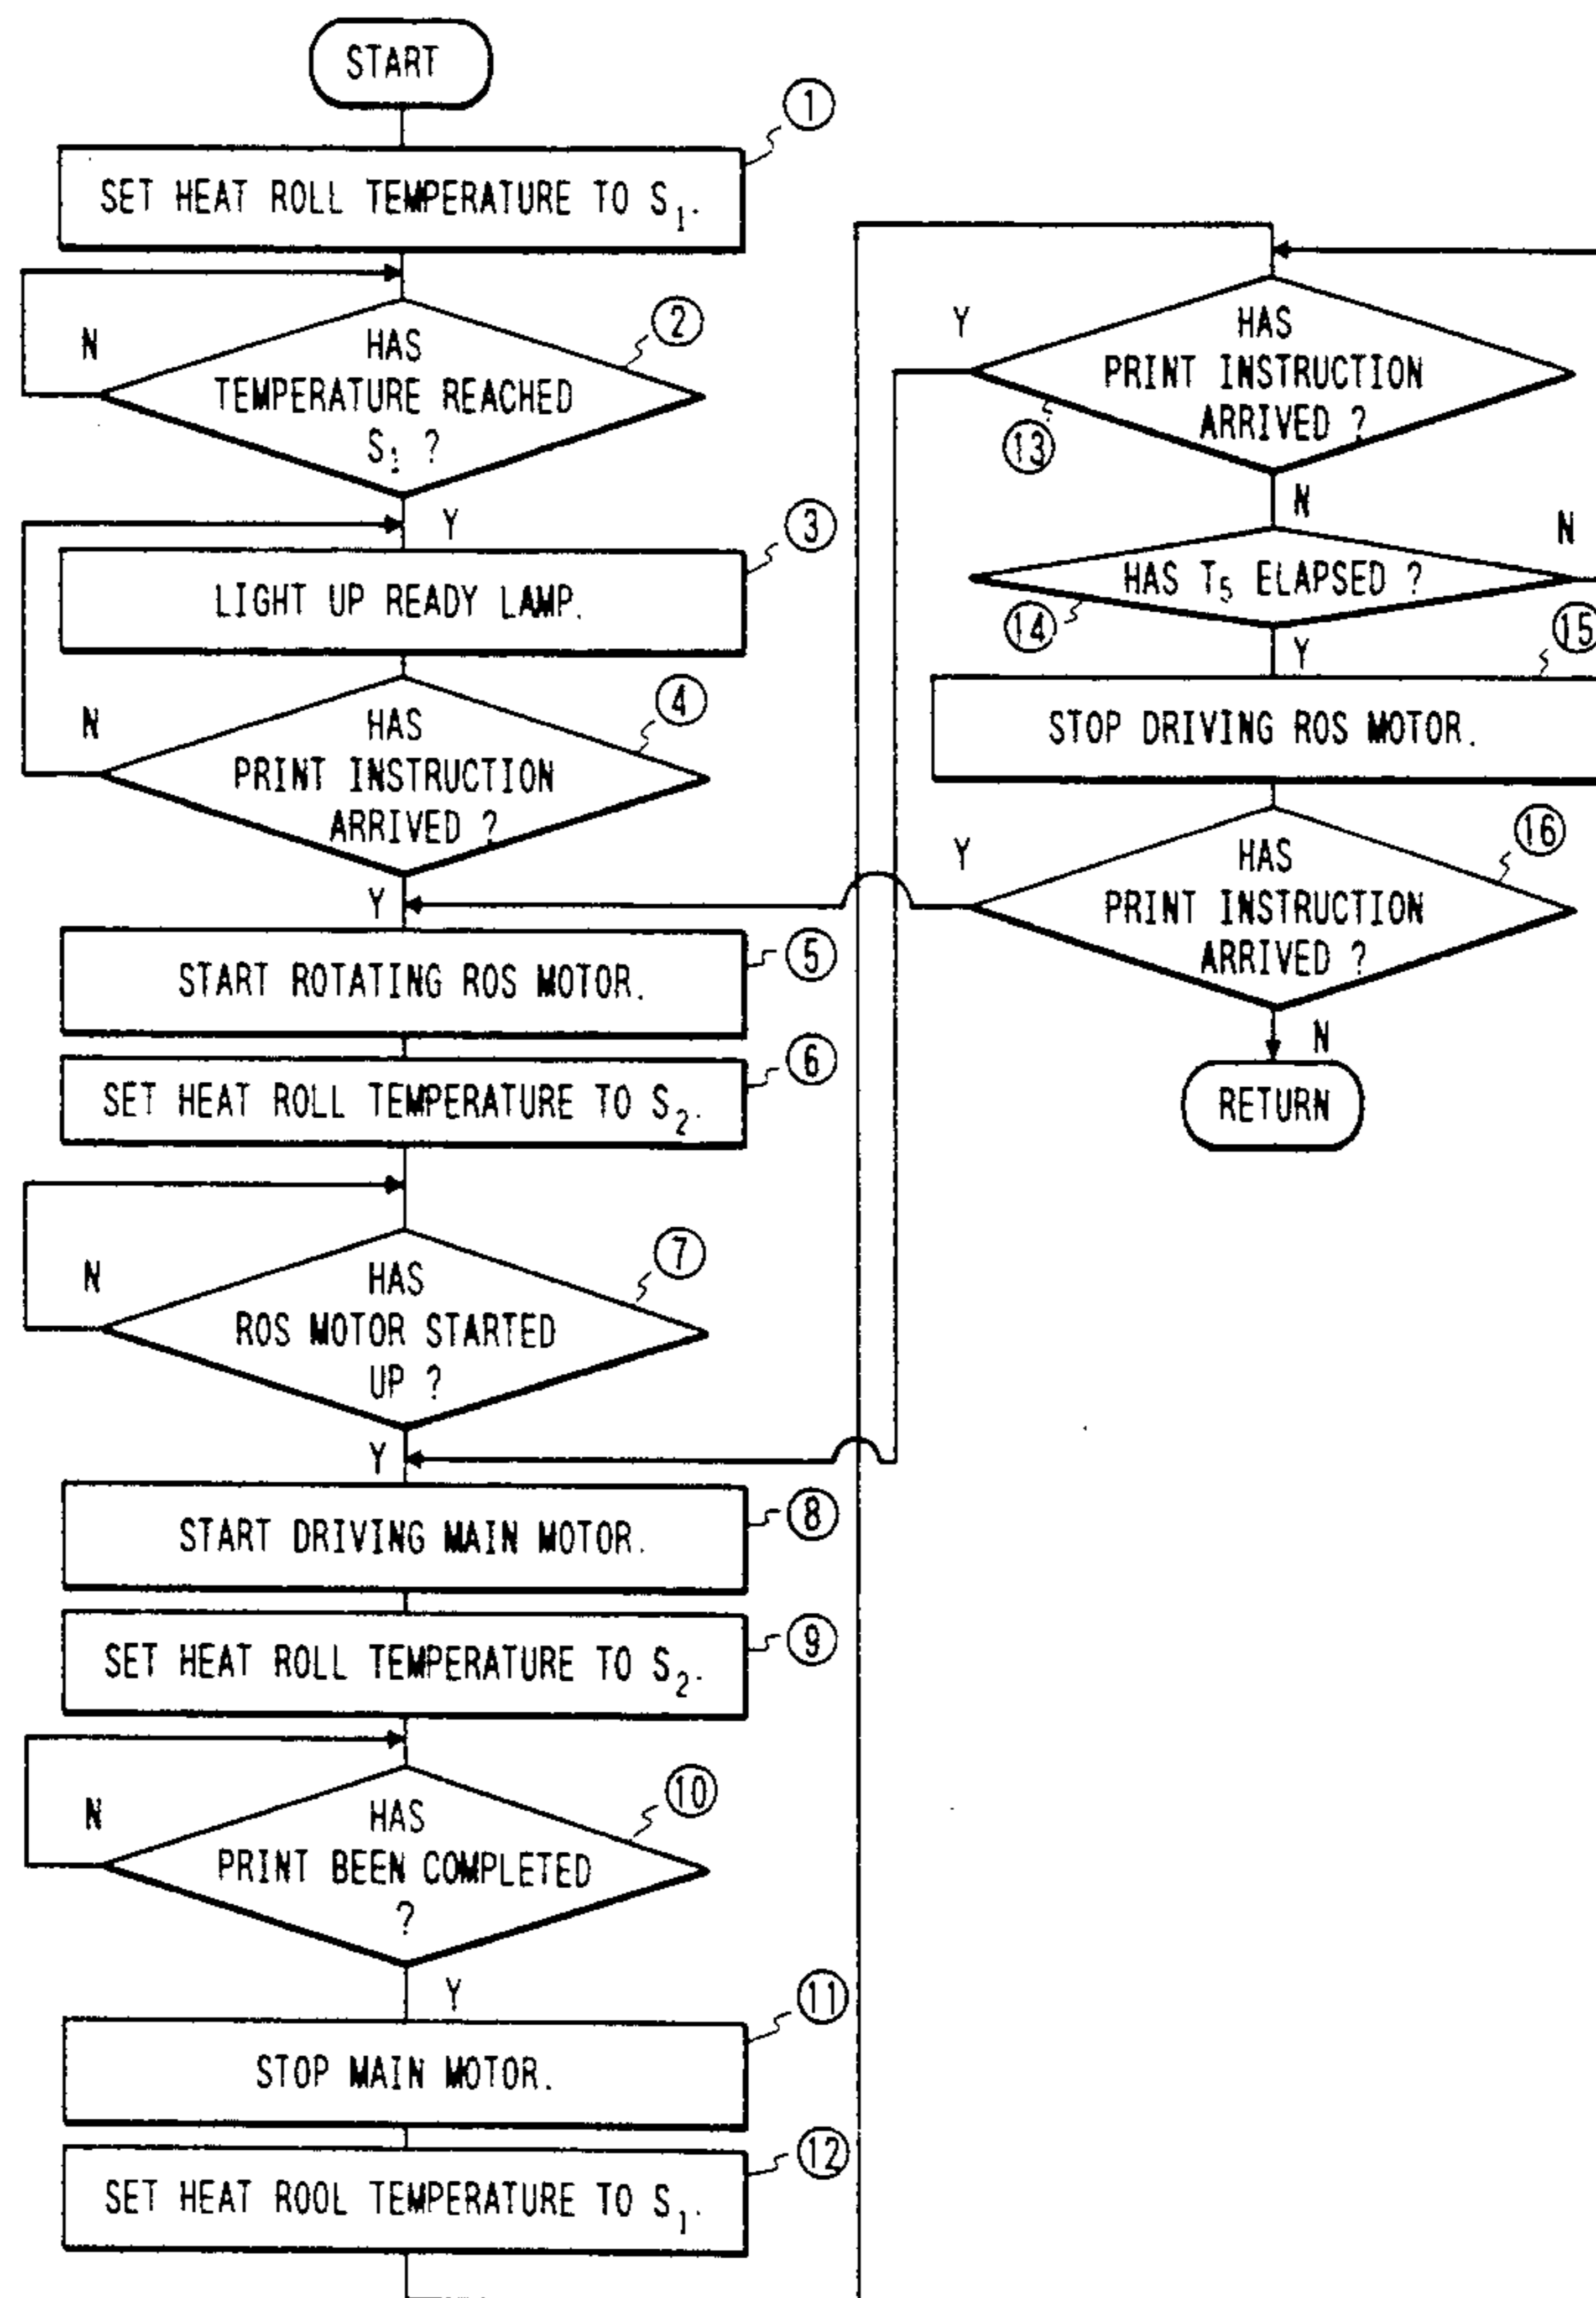 START
①
SET HEAT ROLL TEMPERATURE TO S₁.
②
N
HAS
TEMPERATURE REACHED
S₁ ?
Y
③
LIGHT UP READY LAMP.
④
N
HAS
PRINT INSTRUCTION
ARRIVED ?
Y
⑤
START ROTATING ROS MOTOR.
⑥
SET HEAT ROLL TEMPERATURE TO S₂.
⑦
N
HAS
ROS MOTOR STARTED
UP ?
Y
⑧
START DRIVING MAIN MOTOR.
⑨
SET HEAT ROLL TEMPERATURE TO S₂.
⑩
N
HAS
PRINT BEEN COMPLETED
?
Y
⑪
STOP MAIN MOTOR.
⑫
SET HEAT ROOL TEMPERATURE TO S₁.
Y
HAS
PRINT INSTRUCTION
ARRIVED ?
⑬
N
N
HAS T₅ ELAPSED ?
⑭
Y
⑮
STOP DRIVING ROS MOTOR.
⑯
Y
HAS
PRINT INSTRUCTION
ARRIVED ?
N
RETURN